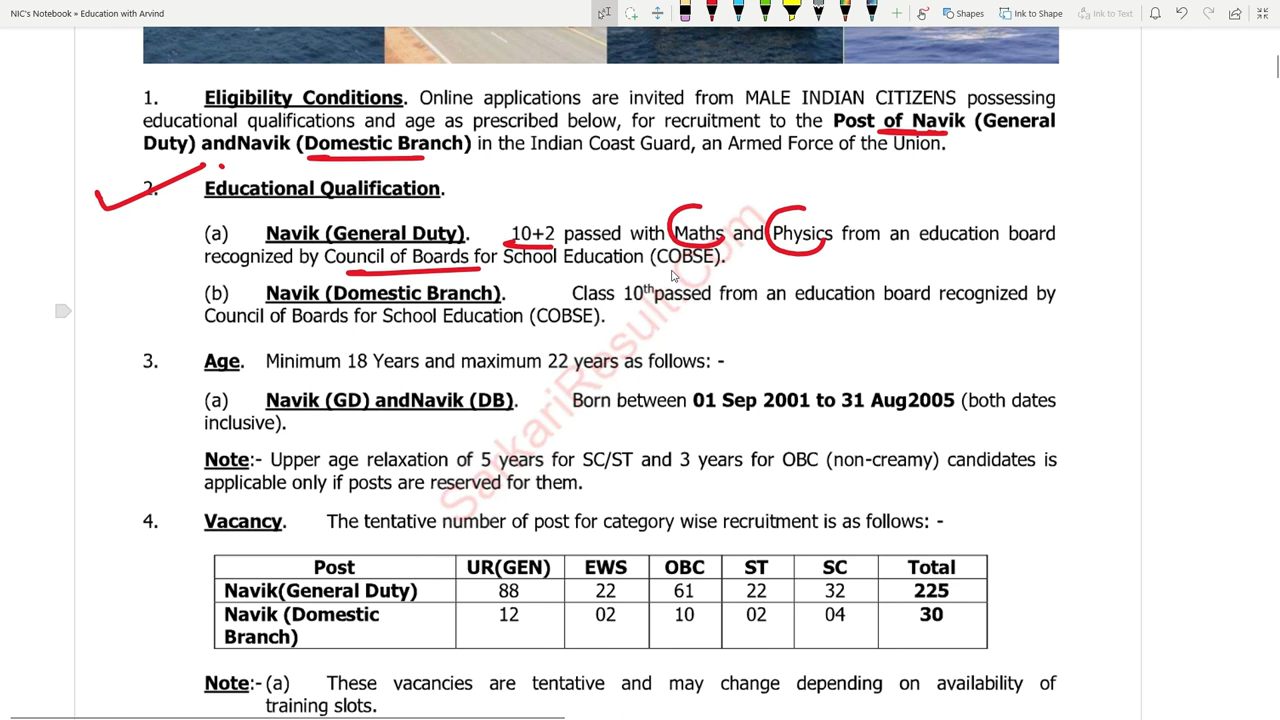 NIC's Notebook » Education with Arvind
Shapes Ink to Shape Ink to Text
1. Eligibility Conditions. Online applications are invited from MALE INDIAN CITIZENS possessing
educational qualifications and age as prescribed below, for recruitment to the Post of Navik (General
Duty) andNavik (Domestic Branch) in the Indian Coast Guard, an Armed Force of the Union.
2. Educational Qualification.
(a) Navik (General Duty). 10+2 passed with Maths and Physics from an education board
recognized by Council of Boards for School Education (COBSE).
(b) Navik (Domestic Branch). Class 10thpassed from an education board recognized by
Council of Boards for School Education (COBSE).
3. Age. Minimum 18 Years and maximum 22 years as follows: -
(a) Navik (GD) andNavik (DB). Born between 01 Sep 2001 to 31 Aug2005 (both dates
inclusive).
Note:- Upper age relaxation of 5 years for SC/ST and 3 years for OBC (non-creamy) candidates is
applicable only if posts are reserved for them.
4. Vacancy. The tentative number of post for category wise recruitment is as follows: -
Post UR(GEN) EWS OBC ST SC Total
Navik(General Duty) 88 22 61 22 32 225
Navik (Domestic 12 02 10 02 04 30
Branch)
Note:- (a) These vacancies are tentative and may change depending on availability of
training slots.
SarkariResult.Com